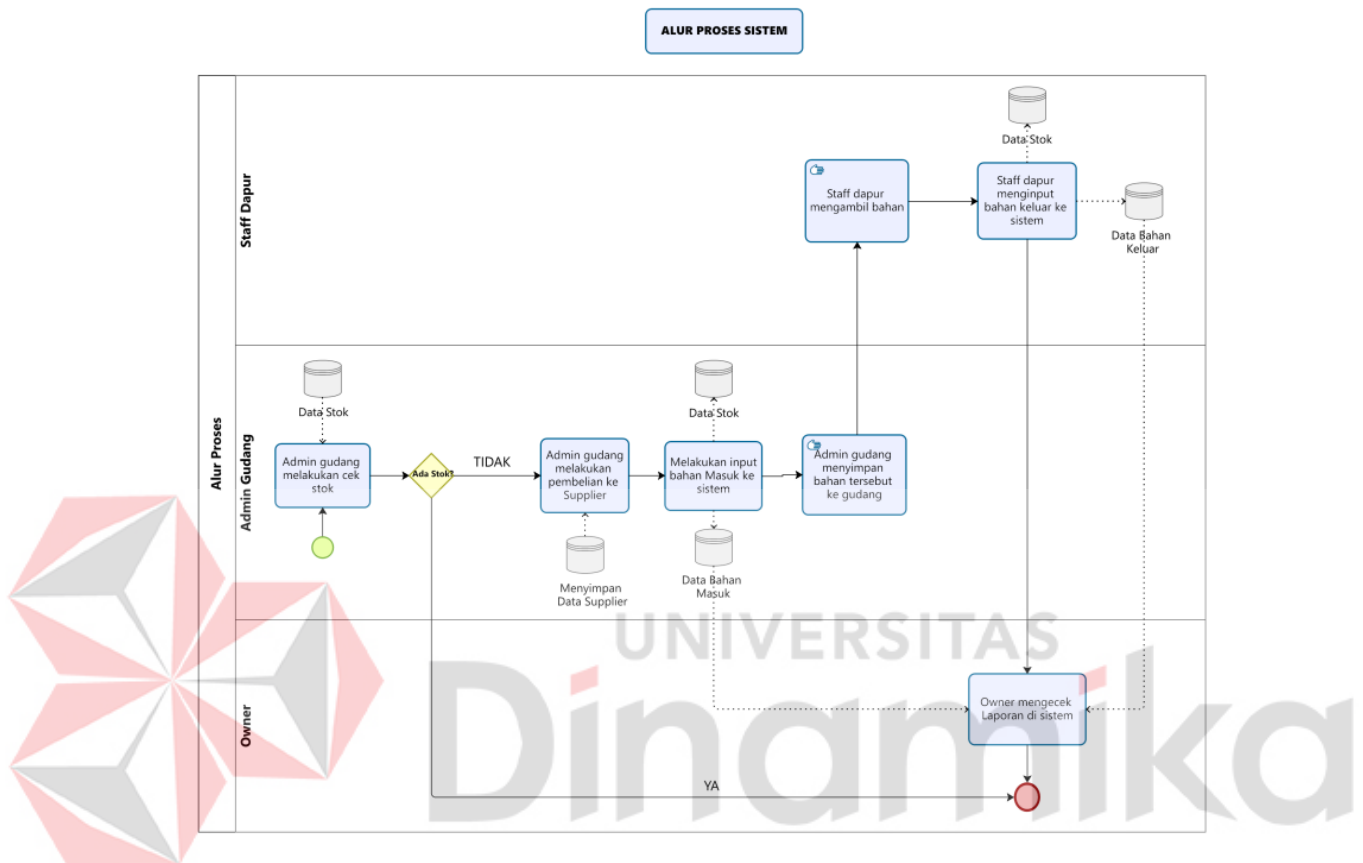 ALUR PROSES SISTEM
Alur Proses
Staff Dapur
Data Stok
Staff dapur
mengambil bahan
Staff dapur
menginput
bahan keluar ke
sistem
Data Bahan
Keluar
Admin Gudang
Data Stok
Admin gudang
melakukan cek
stok
Ada Stok?
TIDAK
Admin gudang
melakukan
pembelian ke
Supplier
Menyimpan
Data Supplier
Data Stok
Melakukan input
bahan Masuk ke
sistem
Data Bahan
Masuk
Admin gudang
menyimpan
bahan tersebut
ke gudang
Owner
Owner mengecek
Laporan di sistem
YA
UNIVERSITAS
Dinamika